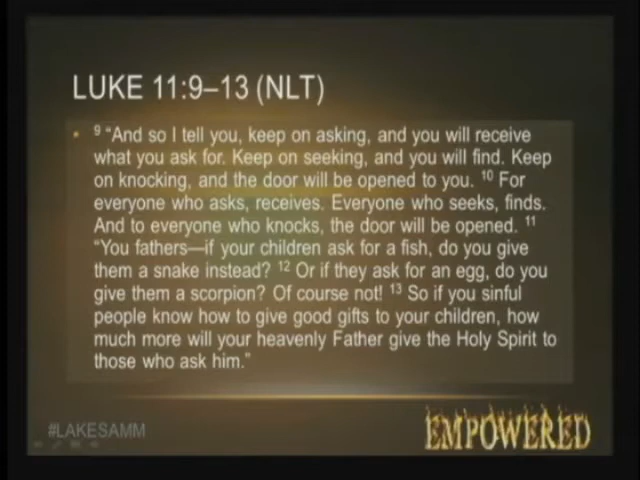 LUKE 11:9–13 (NLT)
• 9 “And so I tell you, keep on asking, and you will receive
what you ask for. Keep on seeking, and you will find. Keep
on knocking, and the door will be opened to you. 10 For
everyone who asks, receives. Everyone who seeks, finds.
And to everyone who knocks, the door will be opened. 11
“You fathers—if your children ask for a fish, do you give
them a snake instead? 12 Or if they ask for an egg, do you
give them a scorpion? Of course not! 13 So if you sinful
people know how to give good gifts to your children, how
much more will your heavenly Father give the Holy Spirit to
those who ask him.”
#LAKESAMM
EMPOWERED